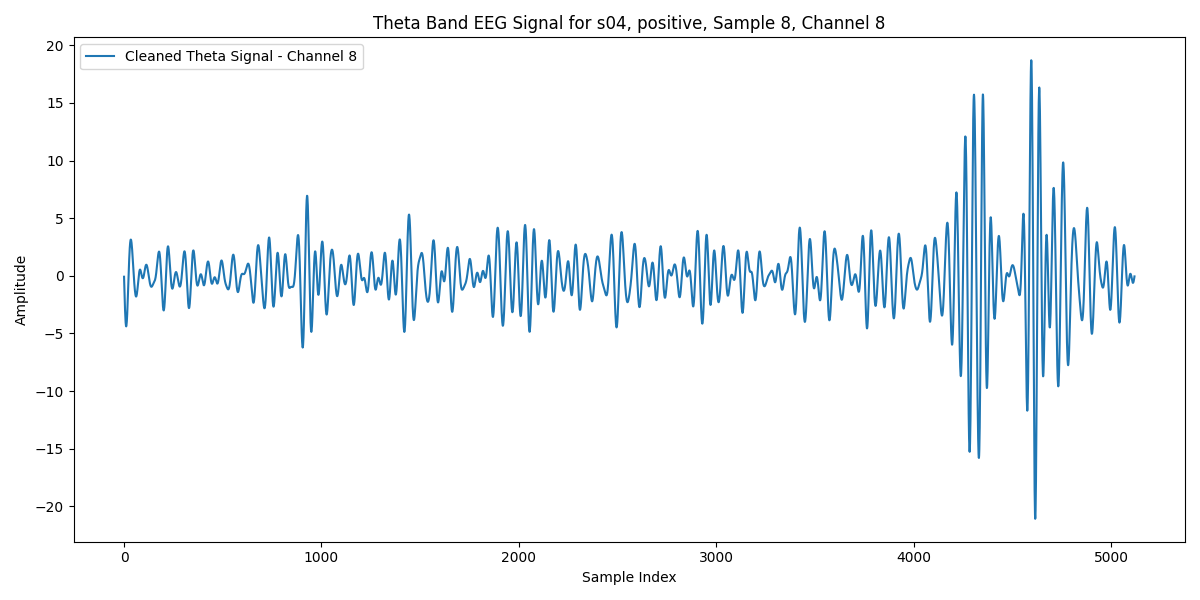 Theta Band EEG Signal for s04, positive, Sample 8, Channel 8
Cleaned Theta Signal - Channel 8
Amplitude
20
15
10
5
0
−5
−10
−15
−20
0 1000 2000 3000 4000 5000
Sample Index